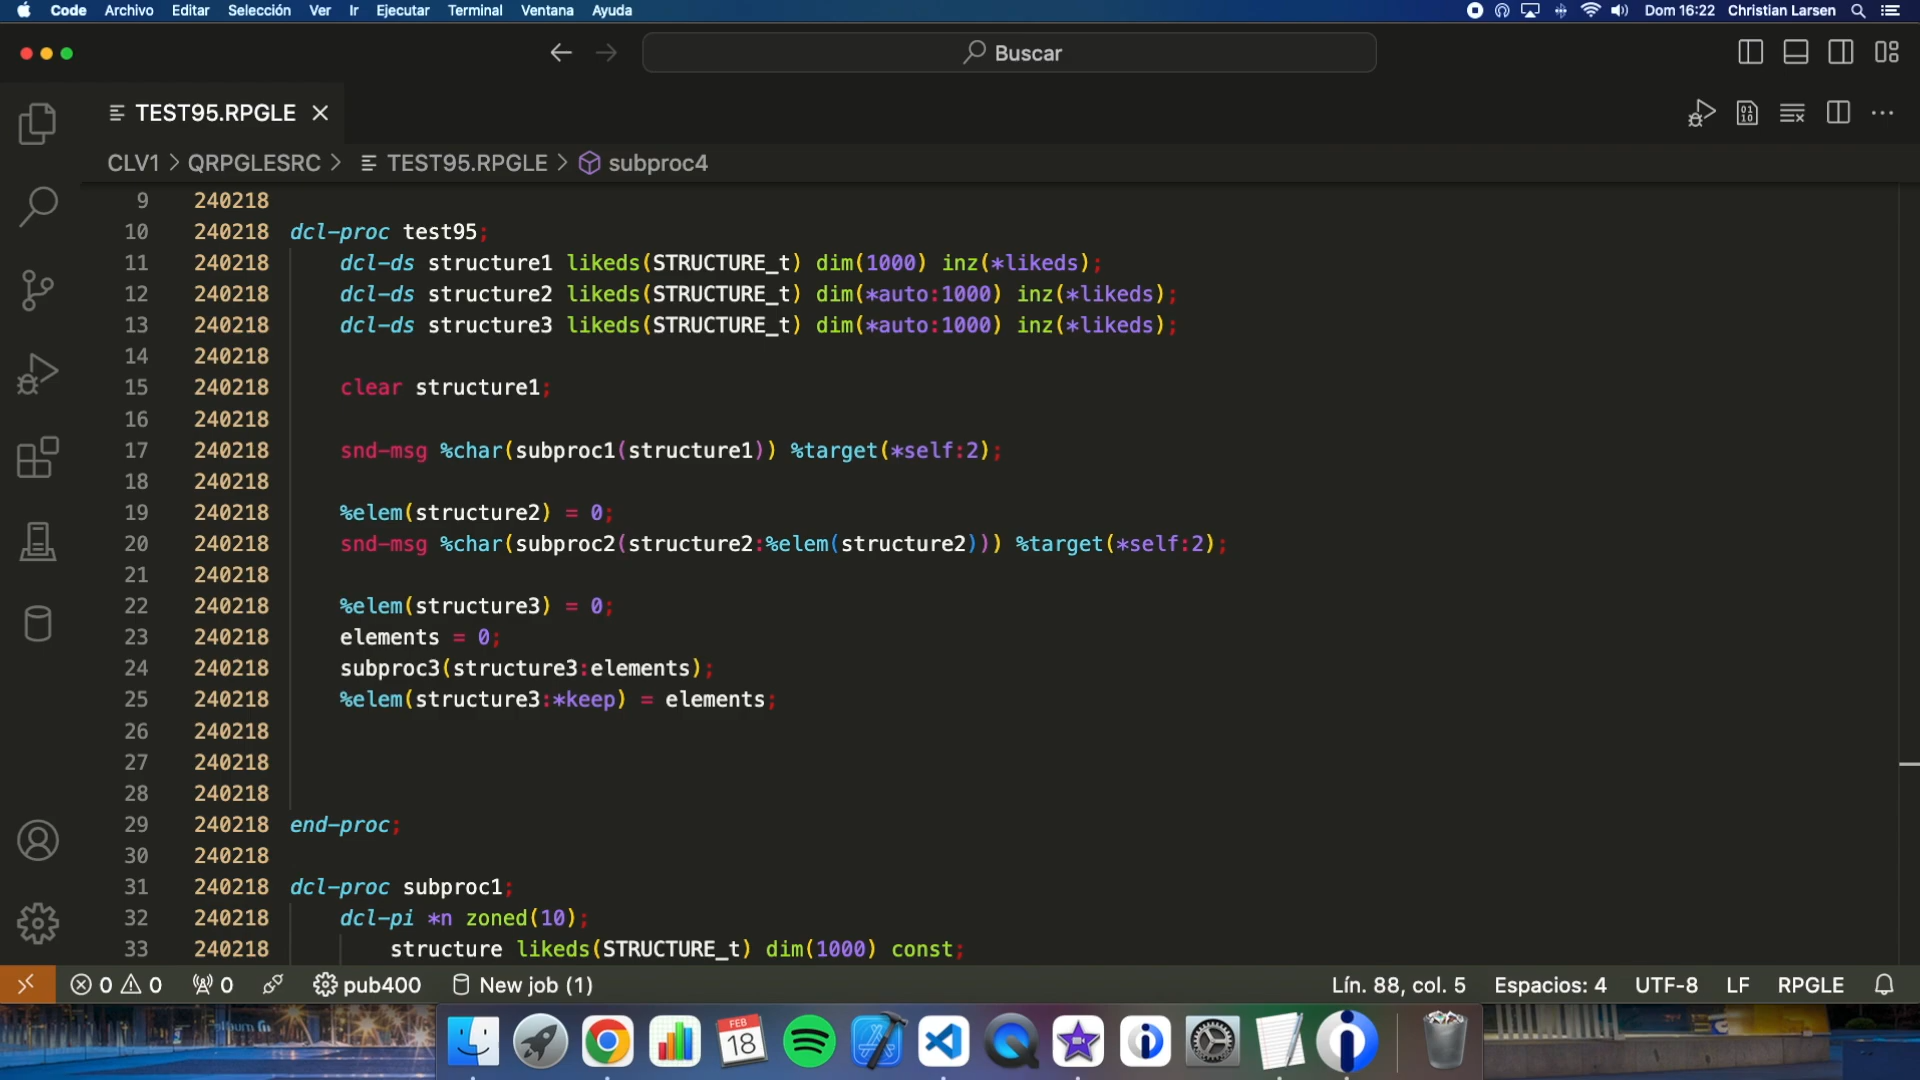 Code Archivo Editar Selección Ver Ir Ejecutar Terminal Ventana Ayuda Dom 16:22 Christian Larsen
Buscar
TEST95.RPGLE
CLV1 > QRPGLESRC > TEST95.RPGLE > subproc4
9 240218
10 240218 dcl-proc test95;
11 240218 dcl-ds structure1 likeds(STRUCTURE_t) dim(1000) inz(*likeds);
12 240218 dcl-ds structure2 likeds(STRUCTURE_t) dim(*auto:1000) inz(*likeds);
13 240218 dcl-ds structure3 likeds(STRUCTURE_t) dim(*auto:1000) inz(*likeds);
14 240218
15 240218 clear structure1;
16 240218
17 240218 snd-msg %char(subproc1(structure1)) %target(*self:2);
18 240218
19 240218 %elem(structure2) = 0;
20 240218 snd-msg %char(subproc2(structure2:%elem(structure2))) %target(*self:2);
21 240218
22 240218 %elem(structure3) = 0;
23 240218 elements = 0;
24 240218 subproc3(structure3:elements);
25 240218 %elem(structure3:*keep) = elements;
26 240218
27 240218
28 240218
29 240218 end-proc;
30 240218
31 240218 dcl-proc subproc1;
32 240218 dcl-pi *n zoned(10);
33 240218 structure likeds(STRUCTURE_t) dim(1000) const;
0 0 0 pub400 New job (1) Lín. 88, col. 5 Espacios: 4 UTF-8 LF RPGLE
FEB
18